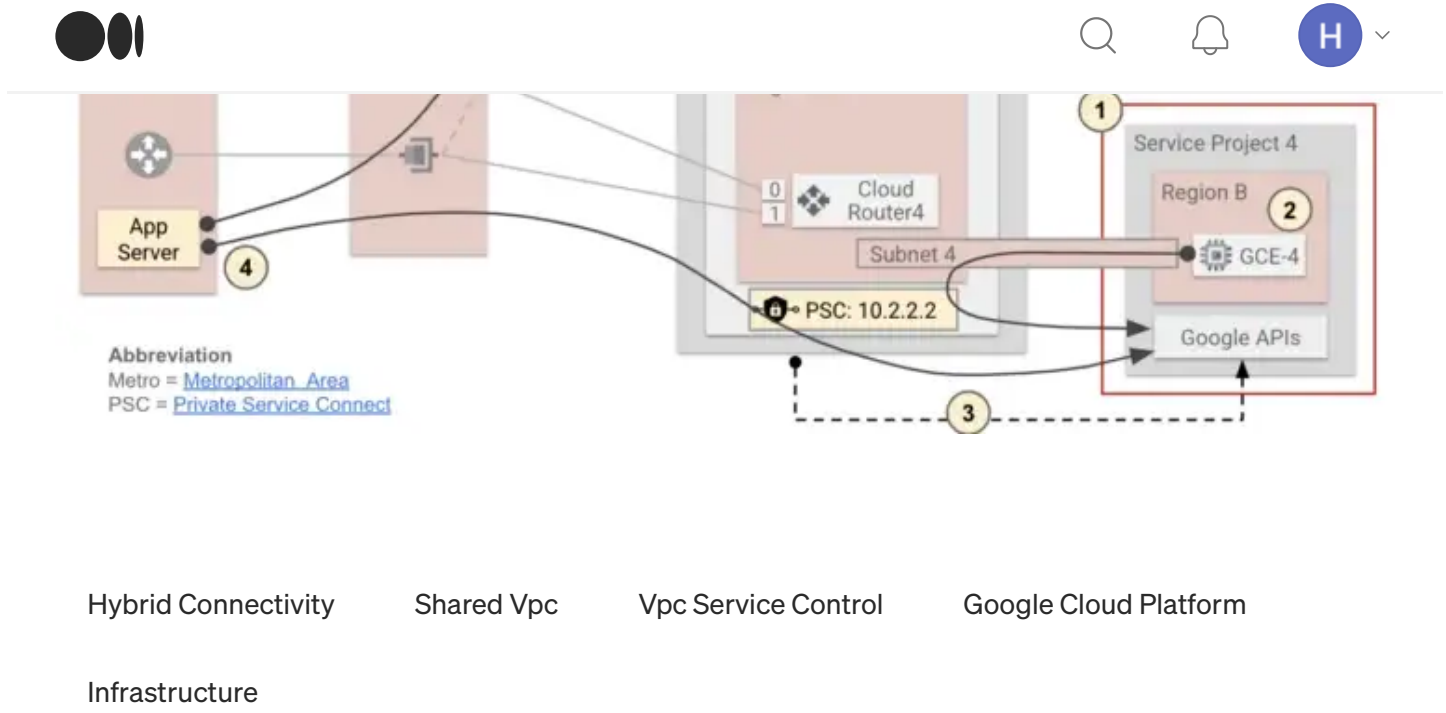 H
1
Service Project 4
Region B
2
0
1
Cloud
Router4
App
Server
4
Subnet 4
GCE-4
PSC: 10.2.2.2
Google APIs
Abbreviation
Metro = Metropolitan Area
PSC = Private Service Connect
3
Hybrid Connectivity
Shared Vpc
Vpc Service Control
Google Cloud Platform
Infrastructure